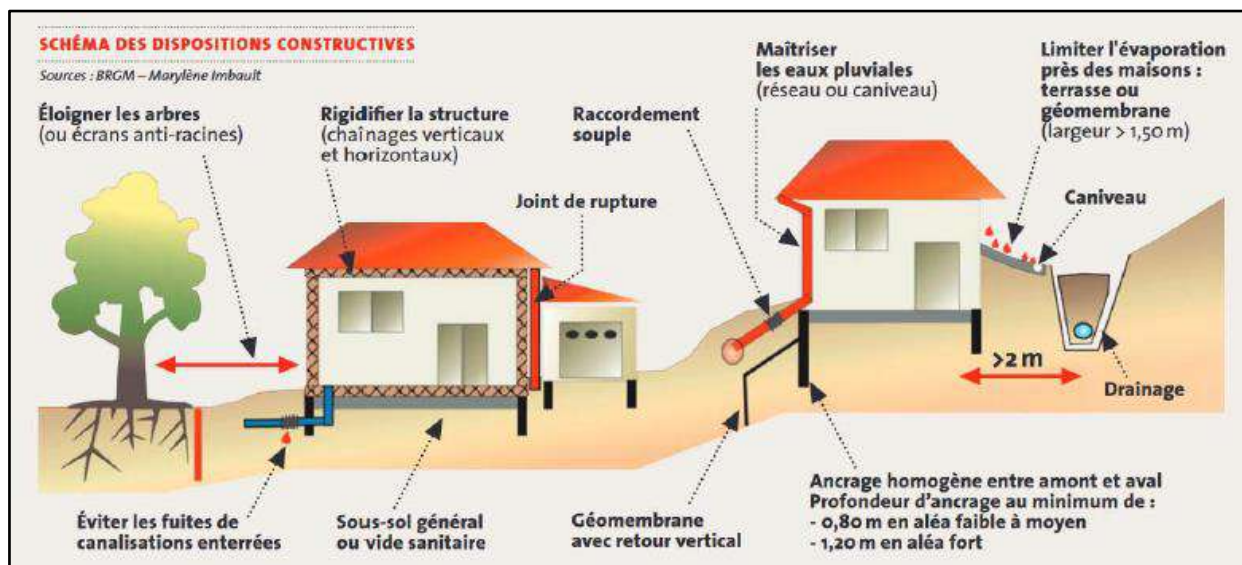 SCHÉMA DES DISPOSITIONS CONSTRUCTIVES
Sources : BRGM – Marylène Imbault
Éloigner les arbres
(ou écrans anti-racines)
Rigidifier la structure
(chaînages verticaux
et horizontaux)
Joint de rupture
Raccordement
souple
Maîtriser
les eaux pluviales
(réseau ou caniveau)
Limiter l'évaporation
près des maisons :
terrasse ou
géomembrane
(largeur > 1,50 m)
Caniveau
>2 m
Drainage
Éviter les fuites de
canalisations enterrées
Sous-sol général
ou vide sanitaire
Géomembrane
avec retour vertical
Ancrage homogène entre amont et aval
Profondeur d'ancrage au minimum de :
- 0,80 m en aléa faible à moyen
- 1,20 m en aléa fort